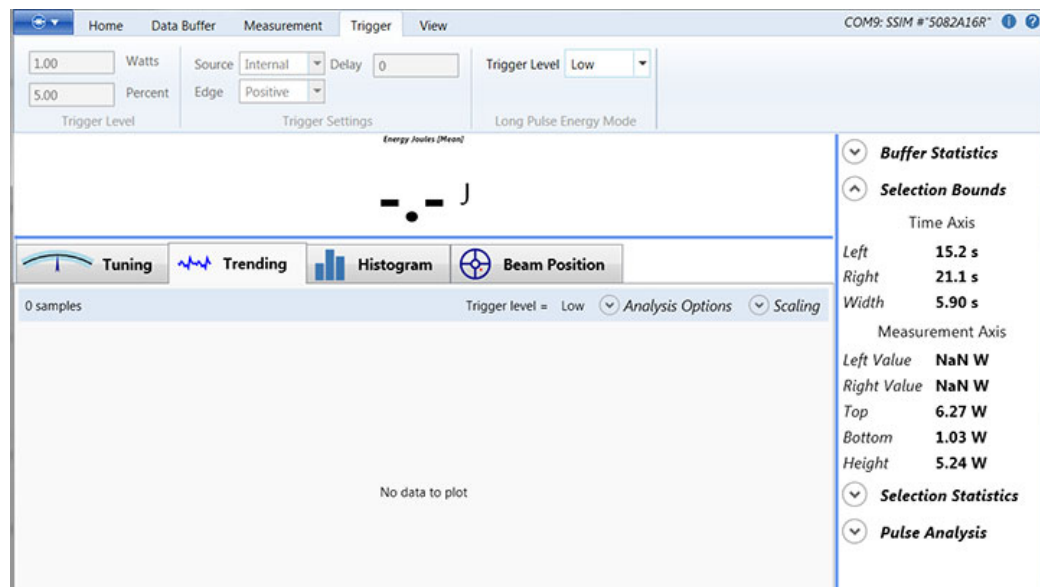 Home Data Buffer Measurement Trigger View COM9: SSIM #"5082A16R"
1.00 Watts Source Internal Delay 0 Trigger Level Low
5.00 Percent Edge Positive
Trigger Level Trigger Settings Long Pulse Energy Mode
Energy Joules [Mean]
-.- J
Tuning Trending Histogram Beam Position
0 samples Trigger level = Low Analysis Options Scaling
No data to plot
Buffer Statistics
Selection Bounds
Time Axis
Left 15.2 s
Right 21.1 s
Width 5.90 s
Measurement Axis
Left Value NaN W
Right Value NaN W
Top 6.27 W
Bottom 1.03 W
Height 5.24 W
Selection Statistics
Pulse Analysis